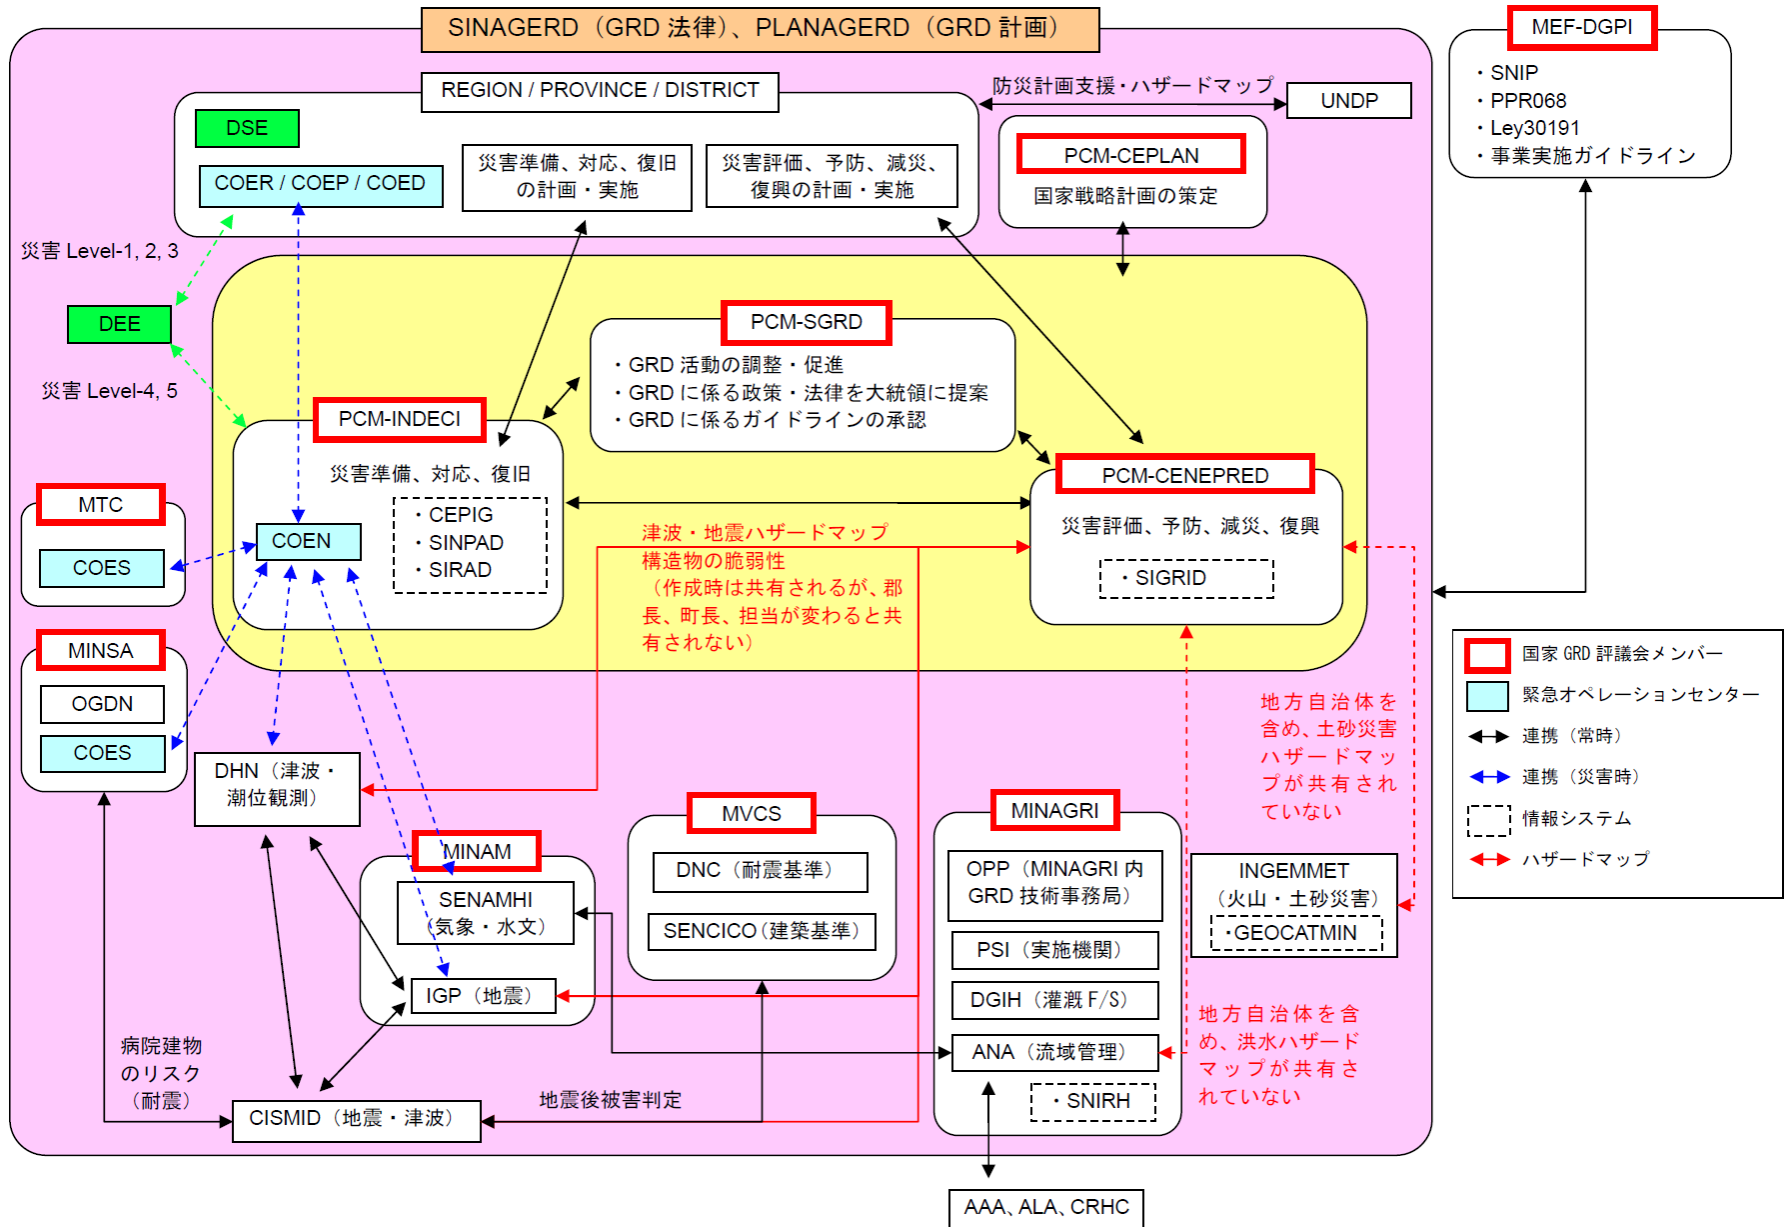 SINAGERD（GRD 法律）、PLANAGERD（GRD 計画）
MEF-DGPI
・SNIP
・PPR068
・Ley30191
・事業実施ガイドライン
REGION / PROVINCE / DISTRICT
防災計画支援・ハザードマップ
UNDP
DSE
COER / COEP / COED
災害準備、対応、復旧
の計画・実施
災害評価、予防、減災、
復興の計画・実施
PCM-CEPLAN
国家戦略計画の策定
災害 Level-1, 2, 3
DEE
災害 Level-4, 5
PCM-SGRD
・GRD 活動の調整・促進
・GRD に係る政策・法律を大統領に提案
・GRD に係るガイドラインの承認
PCM-INDECI
災害準備、対応、復旧
・CEPIG
・SINPAD
・SIRAD
COEN
PCM-CENEPRED
災害評価、予防、減災、復興
・SIGRID
津波・地震ハザードマップ
構造物の脆弱性
（作成時は共有されるが、郡
長、町長、担当が変わると共
有されない）
MTC
COES
MINSA
OGDN
COES
DHN（津波・
潮位観測）
MINAM
SENAMHI
（気象・水文）
IGP（地震）
MVCS
DNC（耐震基準）
SENCICO（建築基準）
MINAGRI
OPP（MINAGRI 内
GRD 技術事務局）
PSI（実施機関）
DGIH（灌漑 F/S）
ANA（流域管理）
・SNIRH
地方自治体を
含め、土砂災害
ハザードマッ
プが共有され
ていない
INGEMMET
（火山・土砂災害）
・GEOCATMIN
地方自治体を含
め、洪水ハザード
マップが共有さ
れていない
病院建物
のリスク
（耐震）
CISMID（地震・津波）
地震後被害判定
AAA、ALA、CRHC
国家 GRD 評議会メンバー
緊急オペレーションセンター
連携（常時）
連携（災害時）
情報システム
ハザードマップ